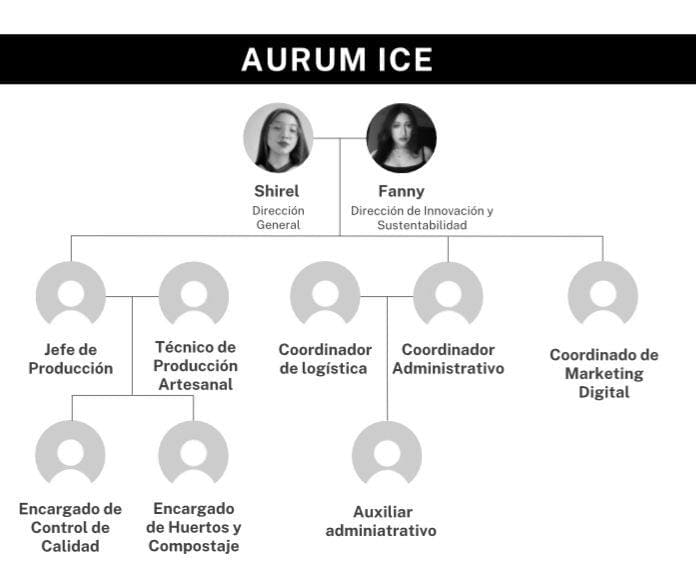 AURUM ICE
Shirel
Dirección
General
Fanny
Dirección de Innovación y
Sustentabilidad
Jefe de
Producción
Técnico de
Producción
Artesanal
Coordinador
de logística
Coordinador
Administrativo
Coordinado de
Marketing
Digital
Encargado de
Control de
Calidad
Encargado
de Huertos y
Compostaje
Auxiliar
adminiatrativo